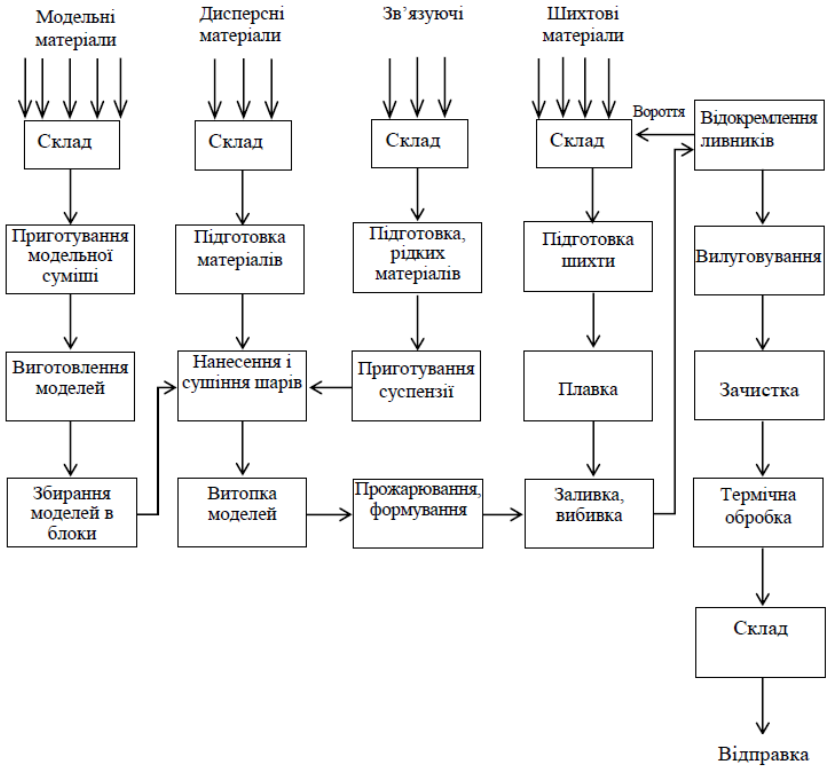 Модельні
матеріали
Дисперсні
матеріали
Зв’язуючі
Шихтові
матеріали
Склад
Склад
Склад
Склад
Вороття
Відокремлення
ливників
Приготування
модельної
суміші
Підготовка
матеріалів
Підготовка,
рідких
матеріалів
Підготовка
шихти
Вилуговування
Виготовлення
моделей
Нанесення і
сушіння шарів
Приготування
суспензії
Плавка
Зачистка
Збирання
моделей в
блоки
Витопка
моделей
Прожарювання,
формування
Заливка,
вибивка
Термічна
обробка
Склад
Відправка